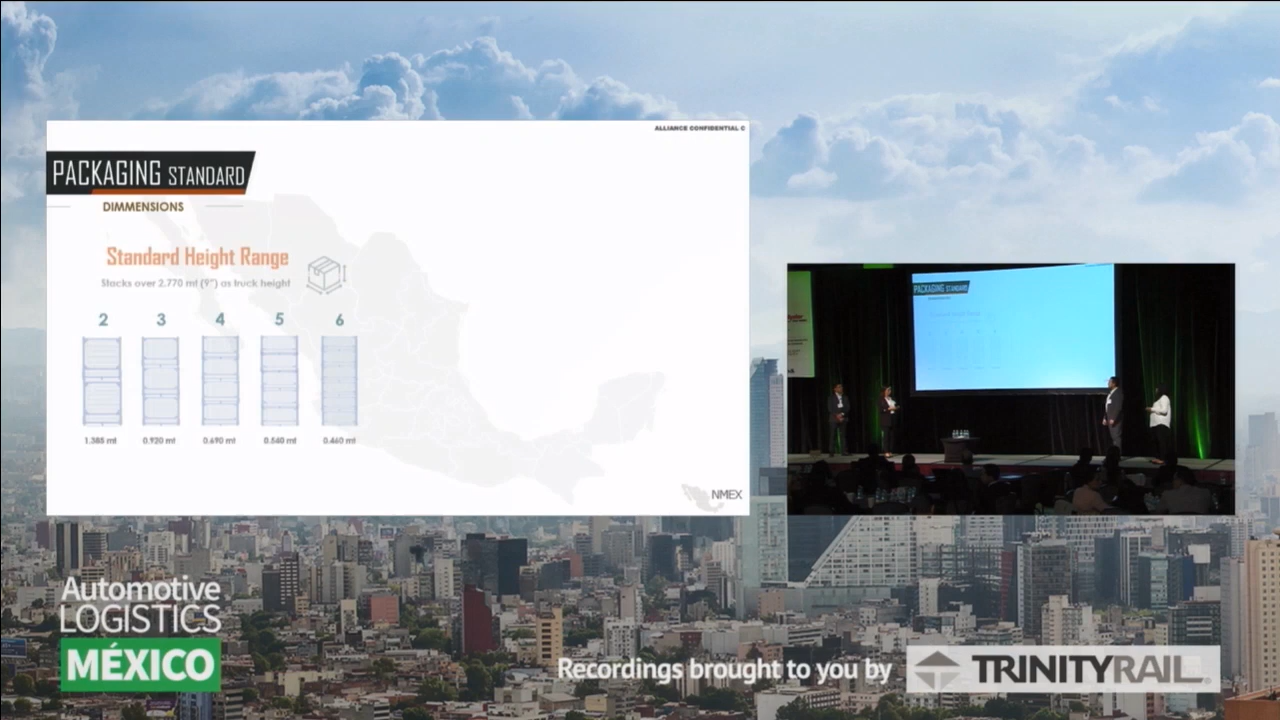 ALLIANCE CONFIDENTIAL C
PACKAGING STANDARD
DIMMENSIONS
Standard Height Range
Stacks over 2.770 mt (9") as truck height
2 3 4 5 6
1.385 mt 0.920 mt 0.690 mt 0.540 mt 0.460 mt
NMEX
PACKAGING STANDARD
Automotive
LOGISTICS
MÉXICO
Recordings brought to you by
TRINITYRAIL